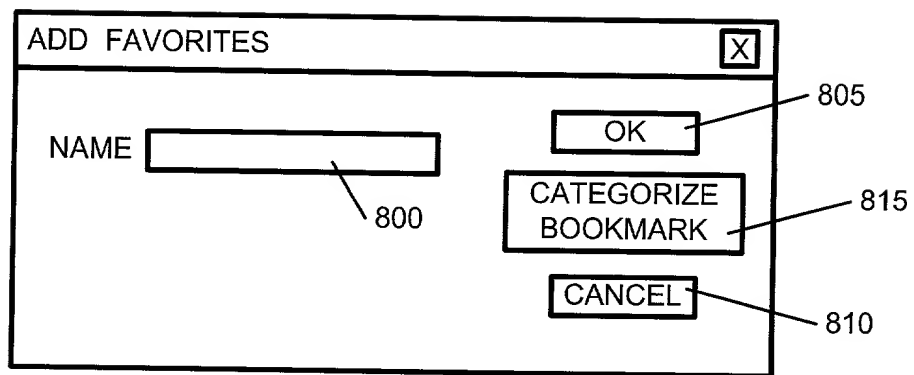 ADD FAVORITES X
805
OK
NAME
CATEGORIZE
BOOKMARK
815
800
CANCEL
810